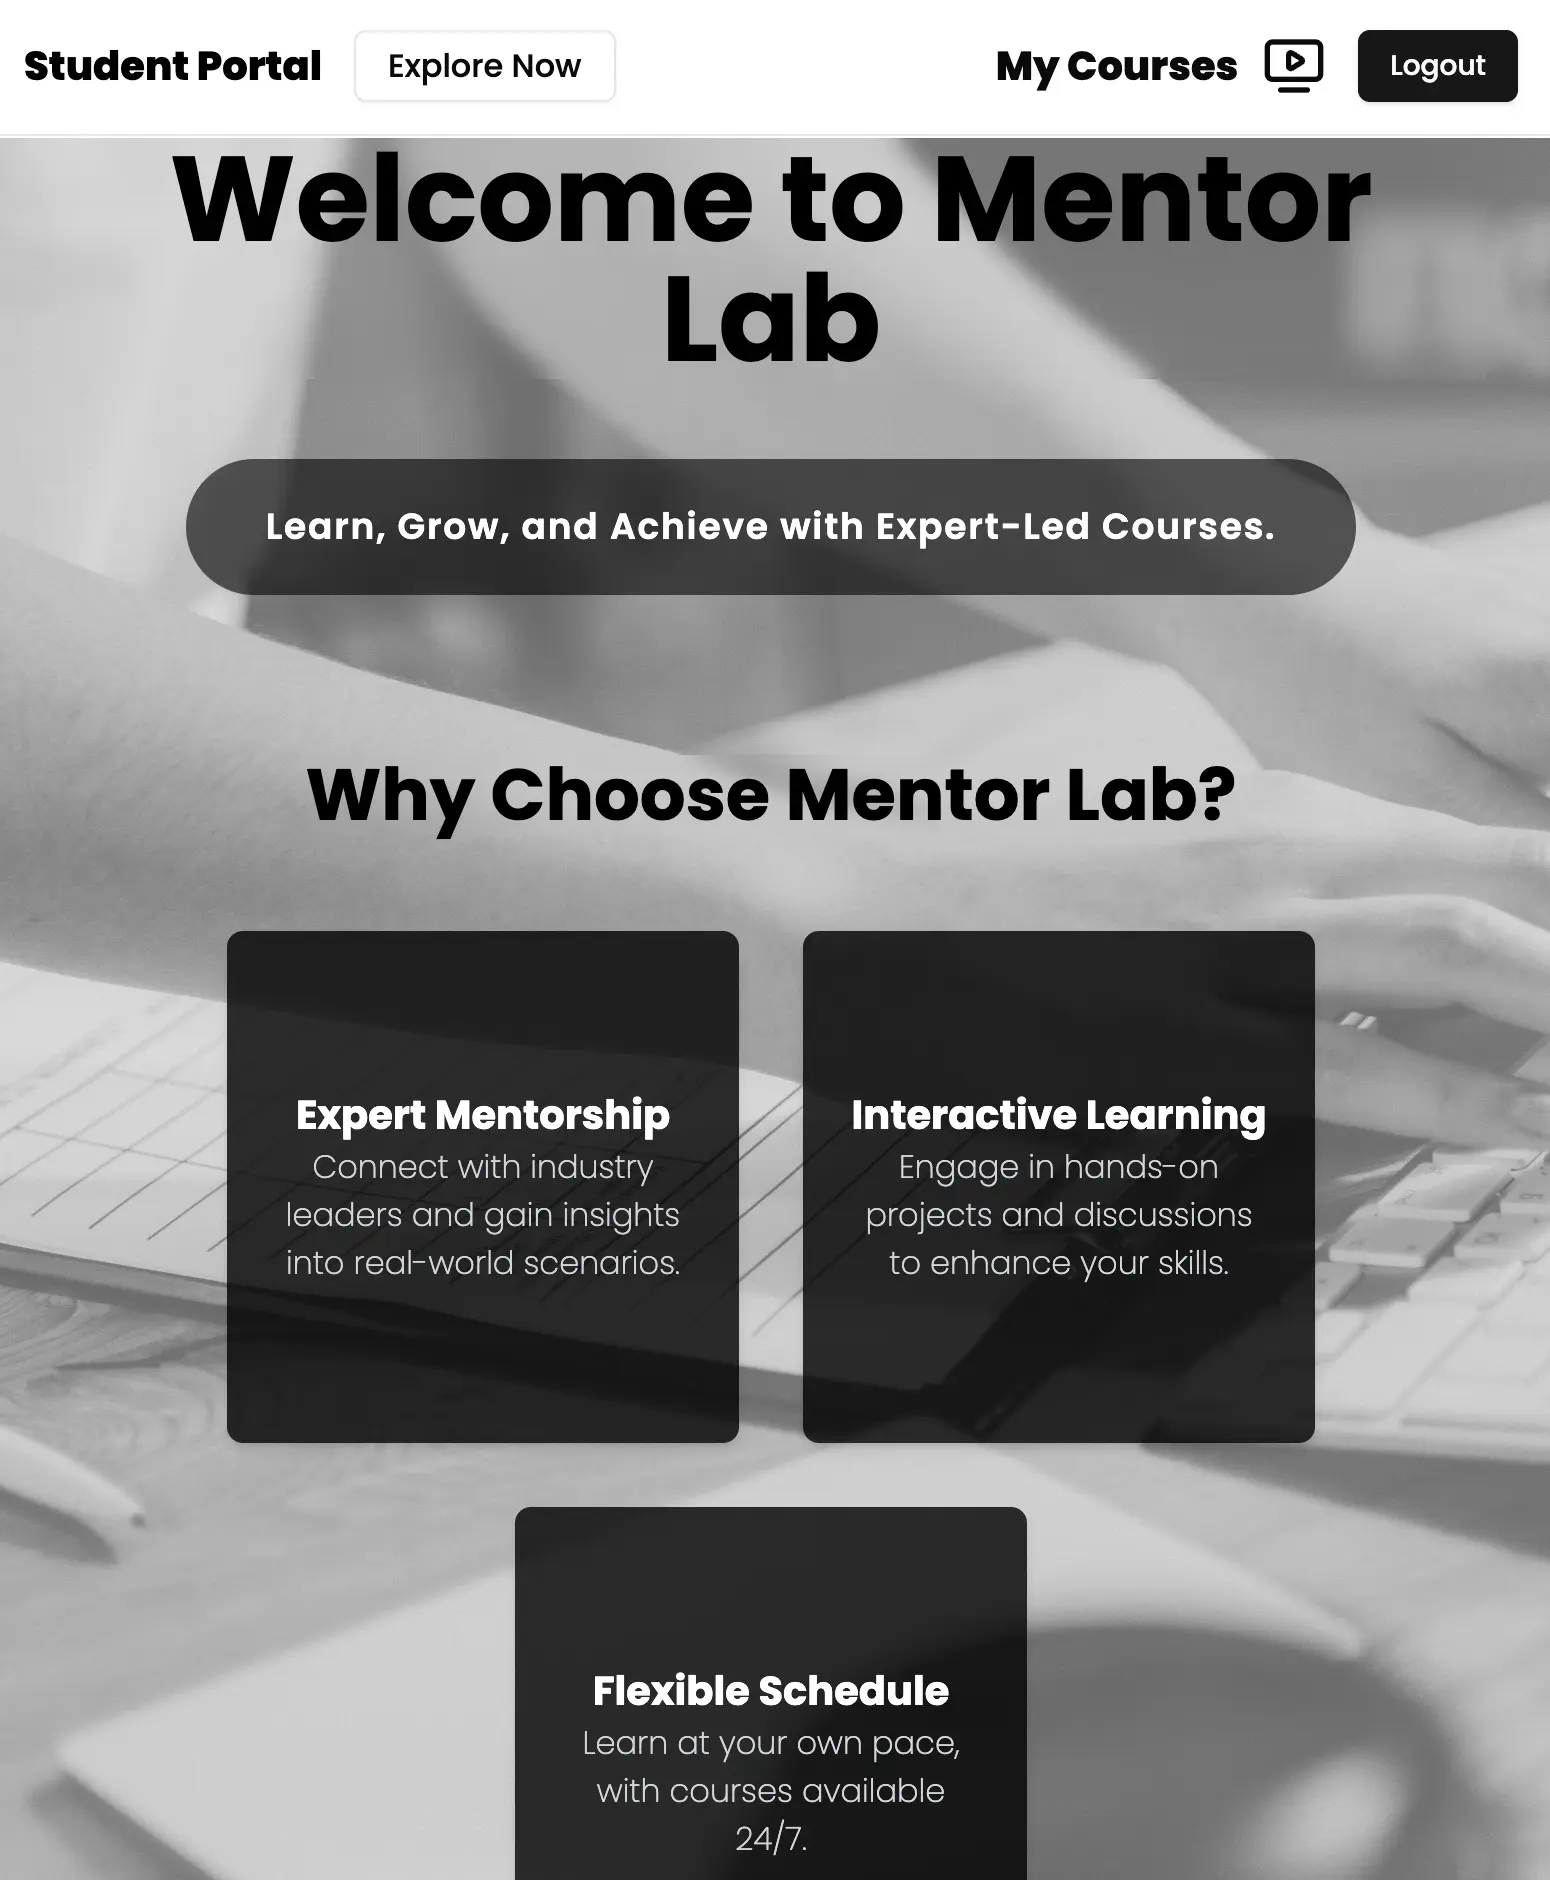 Student Portal
Explore Now
My Courses
Logout
Welcome to Mentor
Lab
Learn, Grow, and Achieve with Expert-Led Courses.
Why Choose Mentor Lab?
Expert Mentorship
Connect with industry
leaders and gain insights
into real-world scenarios.
Interactive Learning
Engage in hands-on
projects and discussions
to enhance your skills.
Flexible Schedule
Learn at your own pace,
with courses available
24/7.